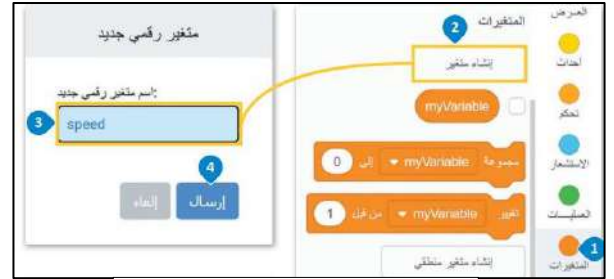 العرض
أحداث
تحكم
الاستشعار
العمليات
1
المتغيرات
المتغيرات
2
إنشاء متغير
myVariable
مجموعة myVariable إلى 0
تغيير myVariable من قبل 1
إنشاء متغير منطقي
متغير رقمي جديد
اسم متغير رقمي جديد:
3
speed
4
إرسال
إلغاء